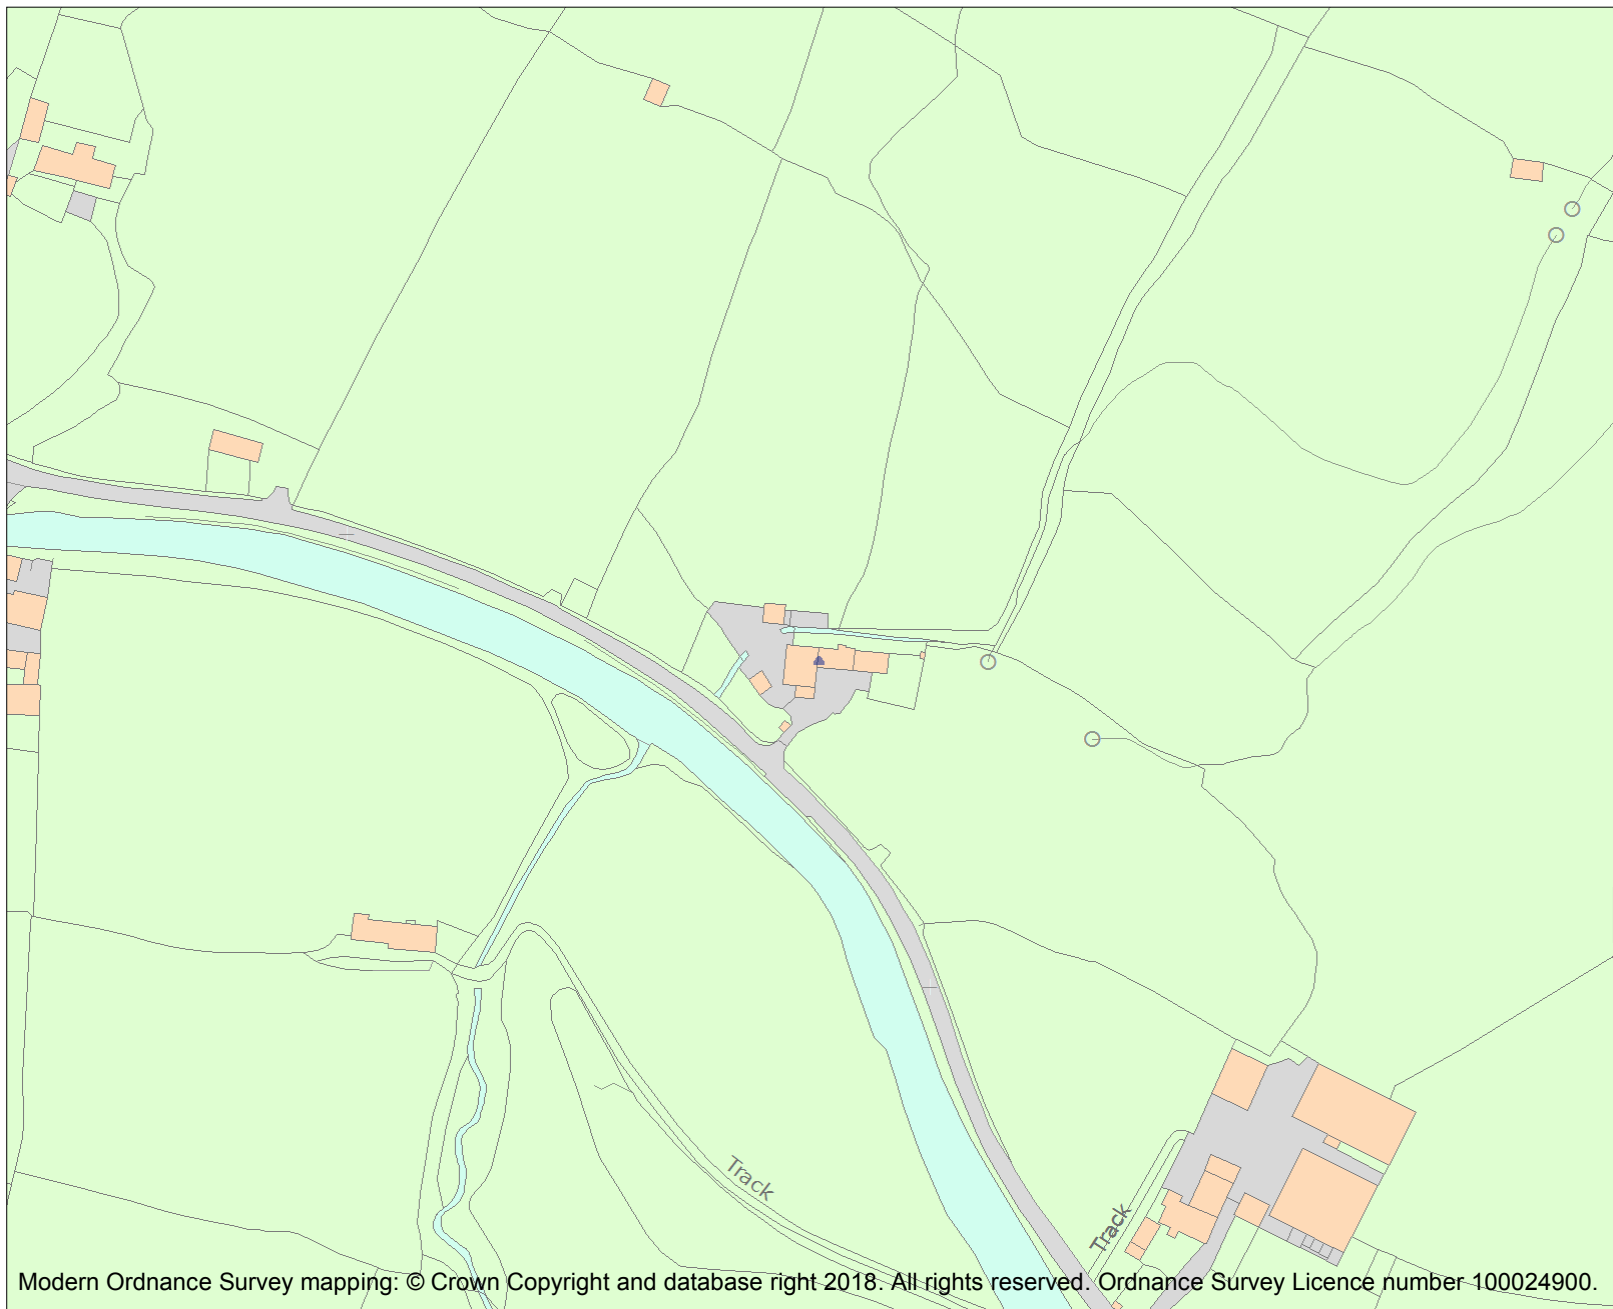 Track
Track
Modern Ordnance Survey mapping: © Crown Copyright and database right 2018. All rights reserved. Ordnance Survey Licence number 100024900.